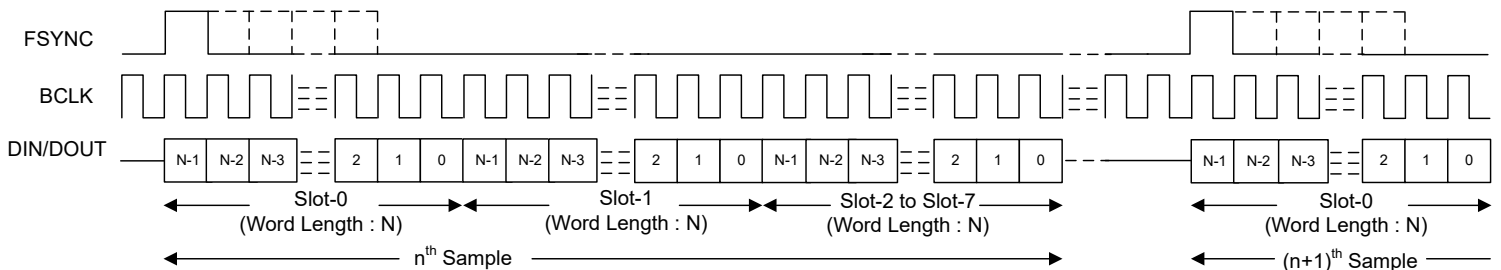 FSYNC
BCLK
DIN/DOUT
N-1 N-2 N-3 2 1 0 N-1 N-2 N-3 2 1 0 N-1 N-2 N-3 2 1 0 N-1 N-2 N-3 2 1 0
Slot-0 Slot-1 Slot-2 to Slot-7 Slot-0
(Word Length : N) (Word Length : N) (Word Length : N) (Word Length : N)
nth Sample (n+1)th Sample